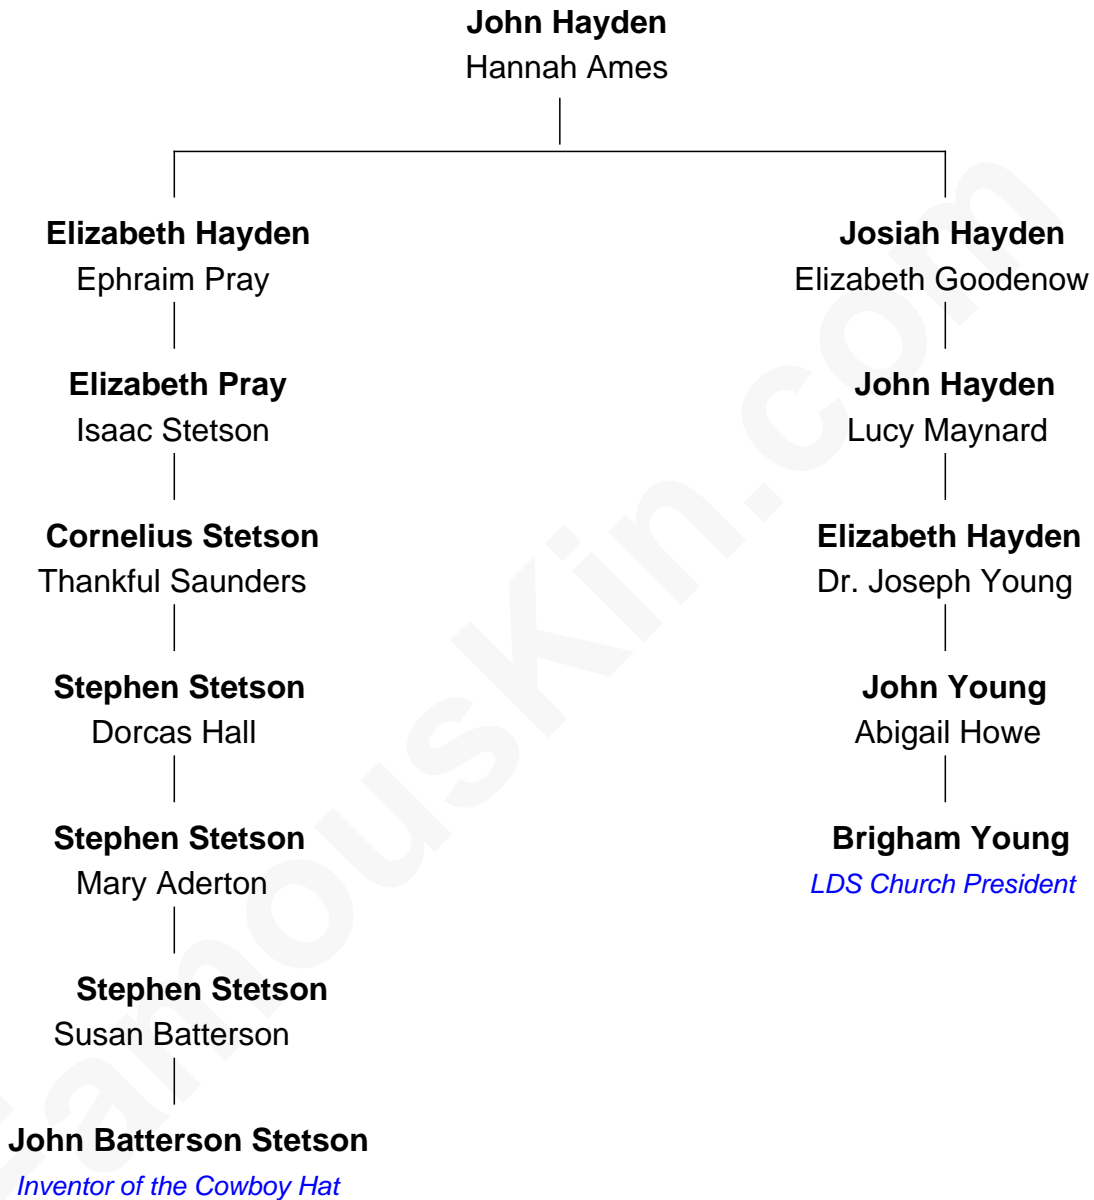 John Hayden
Hannah Ames
Elizabeth Hayden
Ephraim Pray
Josiah Hayden
Elizabeth Goodenow
Elizabeth Pray
Isaac Stetson
John Hayden
Lucy Maynard
Cornelius Stetson
Thankful Saunders
Elizabeth Hayden
Dr. Joseph Young
Stephen Stetson
Dorcas Hall
John Young
Abigail Howe
Stephen Stetson
Mary Aderton
Brigham Young
LDS Church President
Stephen Stetson
Susan Batterson
John Batterson Stetson
Inventor of the Cowboy Hat
FamousKin.com